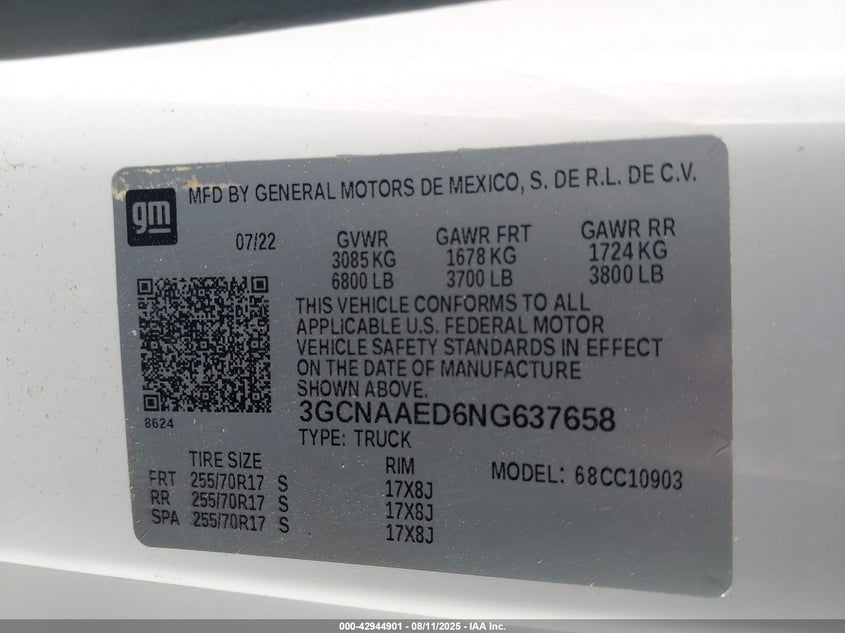 MFD BY GENERAL MOTORS DE MEXICO, S. DE R.L. DE C.V.
gm
07/22 GVWR GAWR FRT GAWR RR
3085 KG 1678 KG 1724 KG
6800 LB 3700 LB 3800 LB
THIS VEHICLE CONFORMS TO ALL
APPLICABLE U.S. FEDERAL MOTOR
VEHICLE SAFETY STANDARDS IN EFFECT
ON THE DATE OF MANUFACTURE
SHOWN ABOVE.
8624
3GCNAAED6NG637658
TYPE: TRUCK
TIRE SIZE RIM MODEL: 68CC10903
FRT 255/70R17 S 17X8J
RR 255/70R17 S 17X8J
SPA 255/70R17 S 17X8J
000-42944901 - 08/11/2025 - IAA Inc.